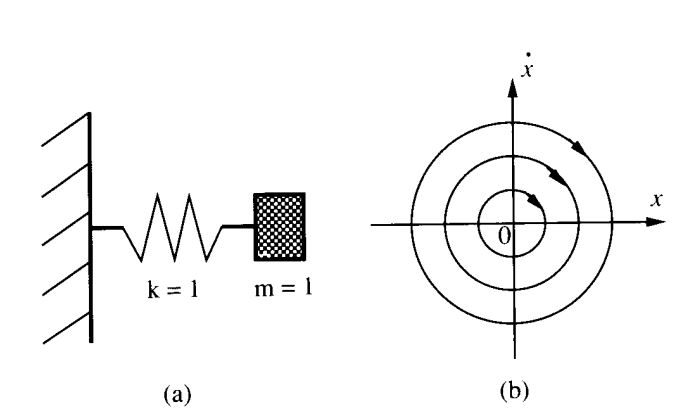 ẋ
x
0
k = 1
m = 1
(a)
(b)